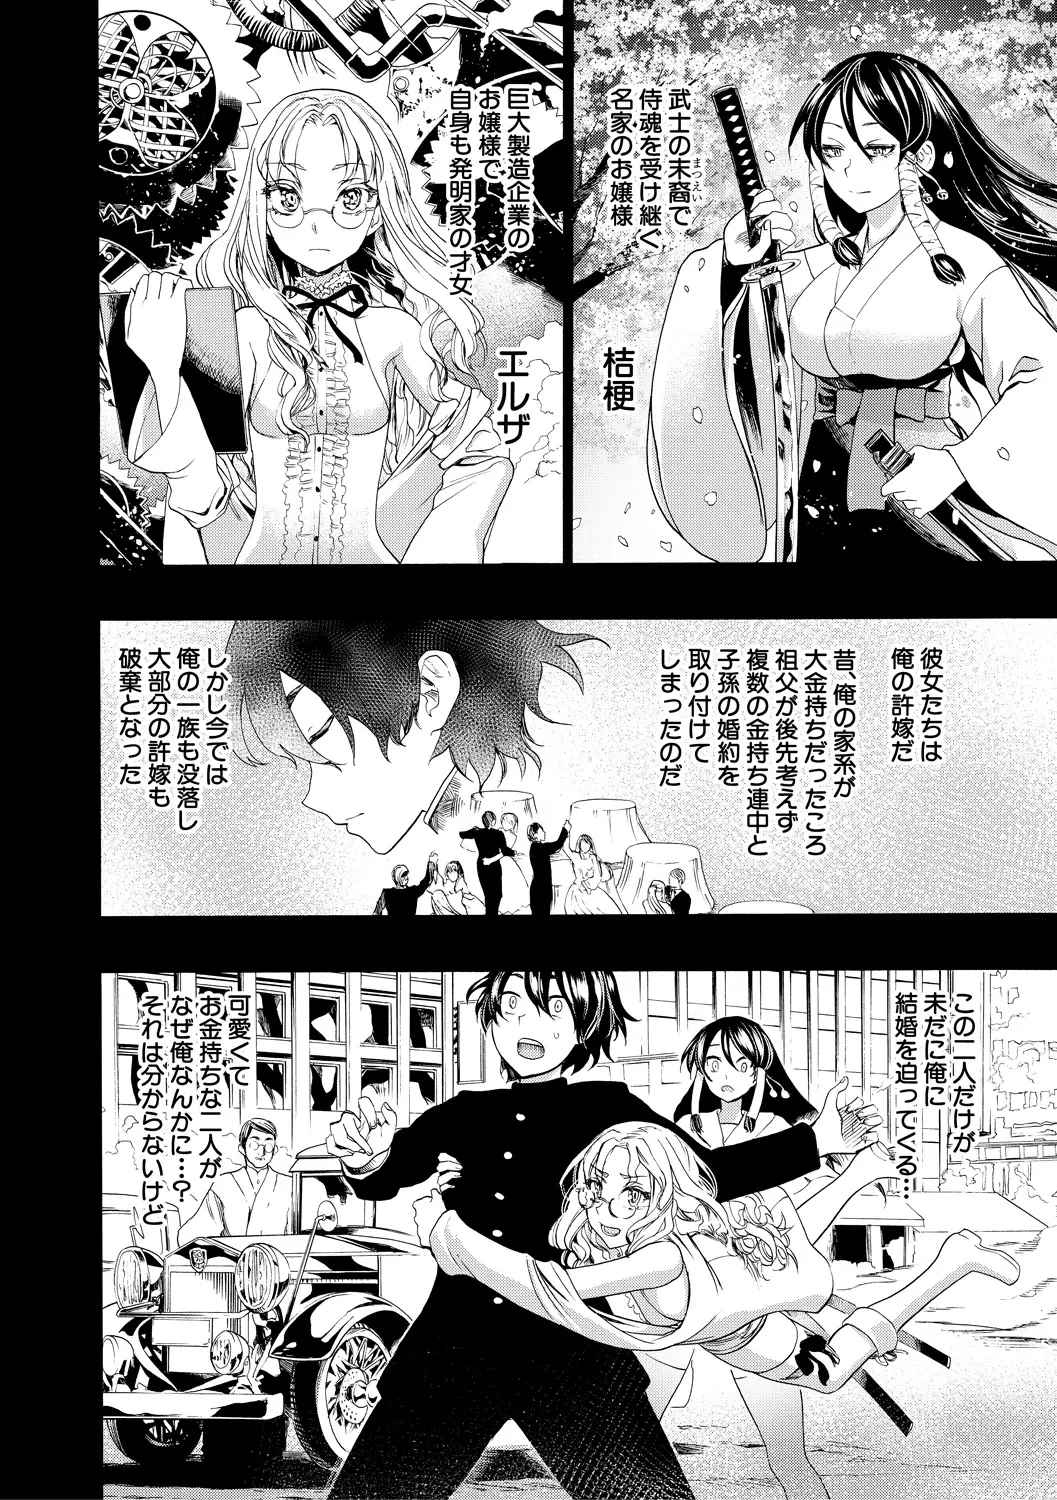 武士の末裔で
まつえい
侍魂を受け継ぐ
名家のお嬢様
桔梗
巨大製造企業の
お嬢様で
自身も発明家の才女
エルザ
彼女たちは
俺の許嫁だ
昔、俺の家系が
大金持ちだったころ
祖父が後先考えず
複数の金持ち連中と
子孫の婚約を
取り付けて
しまったのだ
しかし今では
俺の一族も没落し
大部分の許嫁も
破棄となった
この二人だけが
未だに俺に
結婚を迫ってくる…
可愛くて
お金持ちな二人が
なぜ俺なんかに…?
それは分からないけど